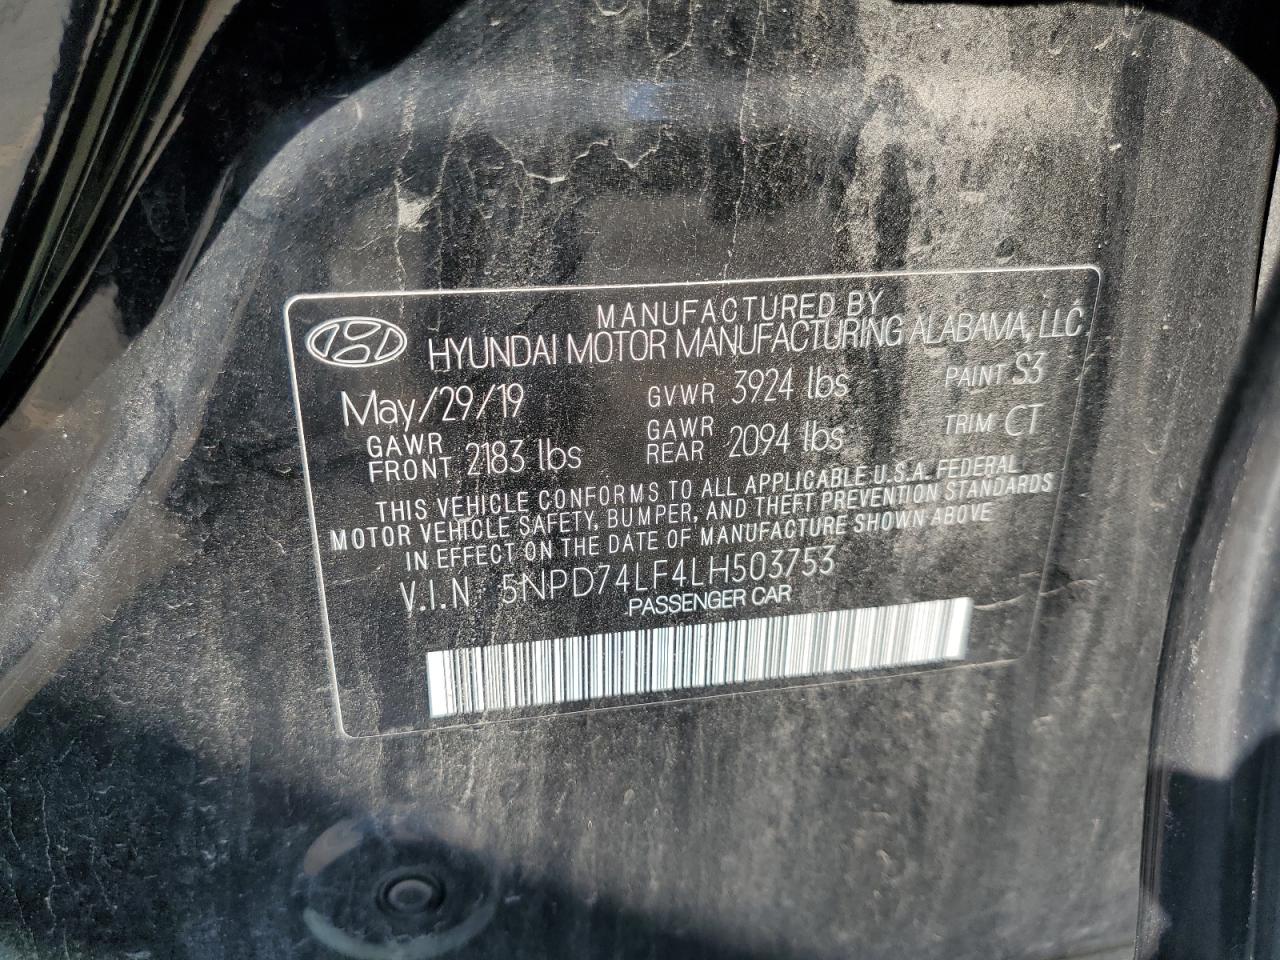 MANUFACTURED BY
HYUNDAI MOTOR MANUFACTURING ALABAMA, LLC
May/29/19 GVWR 3924 lbs PAINT S3
GAWR FRONT 2183 lbs GAWR REAR 2094 lbs TRIM CT
THIS VEHICLE CONFORMS TO ALL APPLICABLE U.S.A. FEDERAL
MOTOR VEHICLE SAFETY, BUMPER, AND THEFT PREVENTION STANDARDS
IN EFFECT ON THE DATE OF MANUFACTURE SHOWN ABOVE
V.I.N: 5NPD74LF4LH503753
PASSENGER CAR